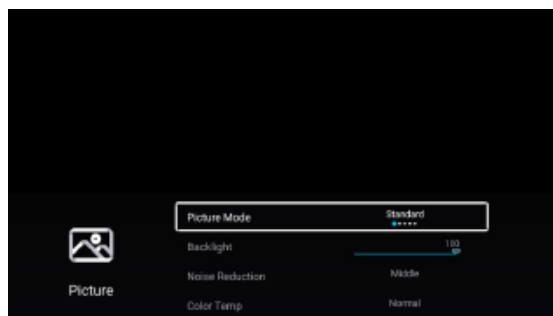 Picture Mode
Standard
Backlight
100
Noise Reduction
Middle
Picture
Color Temp
Normal